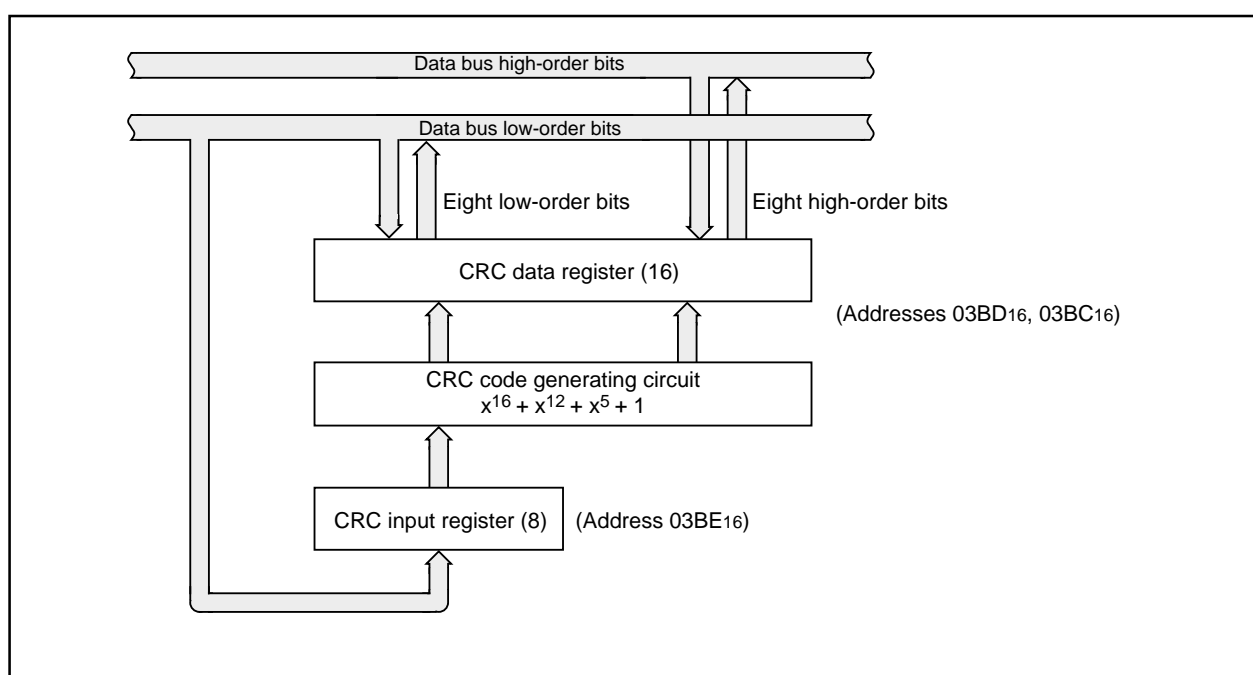 Data bus high-order bits
Data bus low-order bits
Eight low-order bits
Eight high-order bits
CRC data register (16)
(Addresses 03BD₁₆, 03BC₁₆)
CRC code generating circuit
x¹⁶ + x¹² + x⁵ + 1
CRC input register (8)
(Address 03BE₁₆)